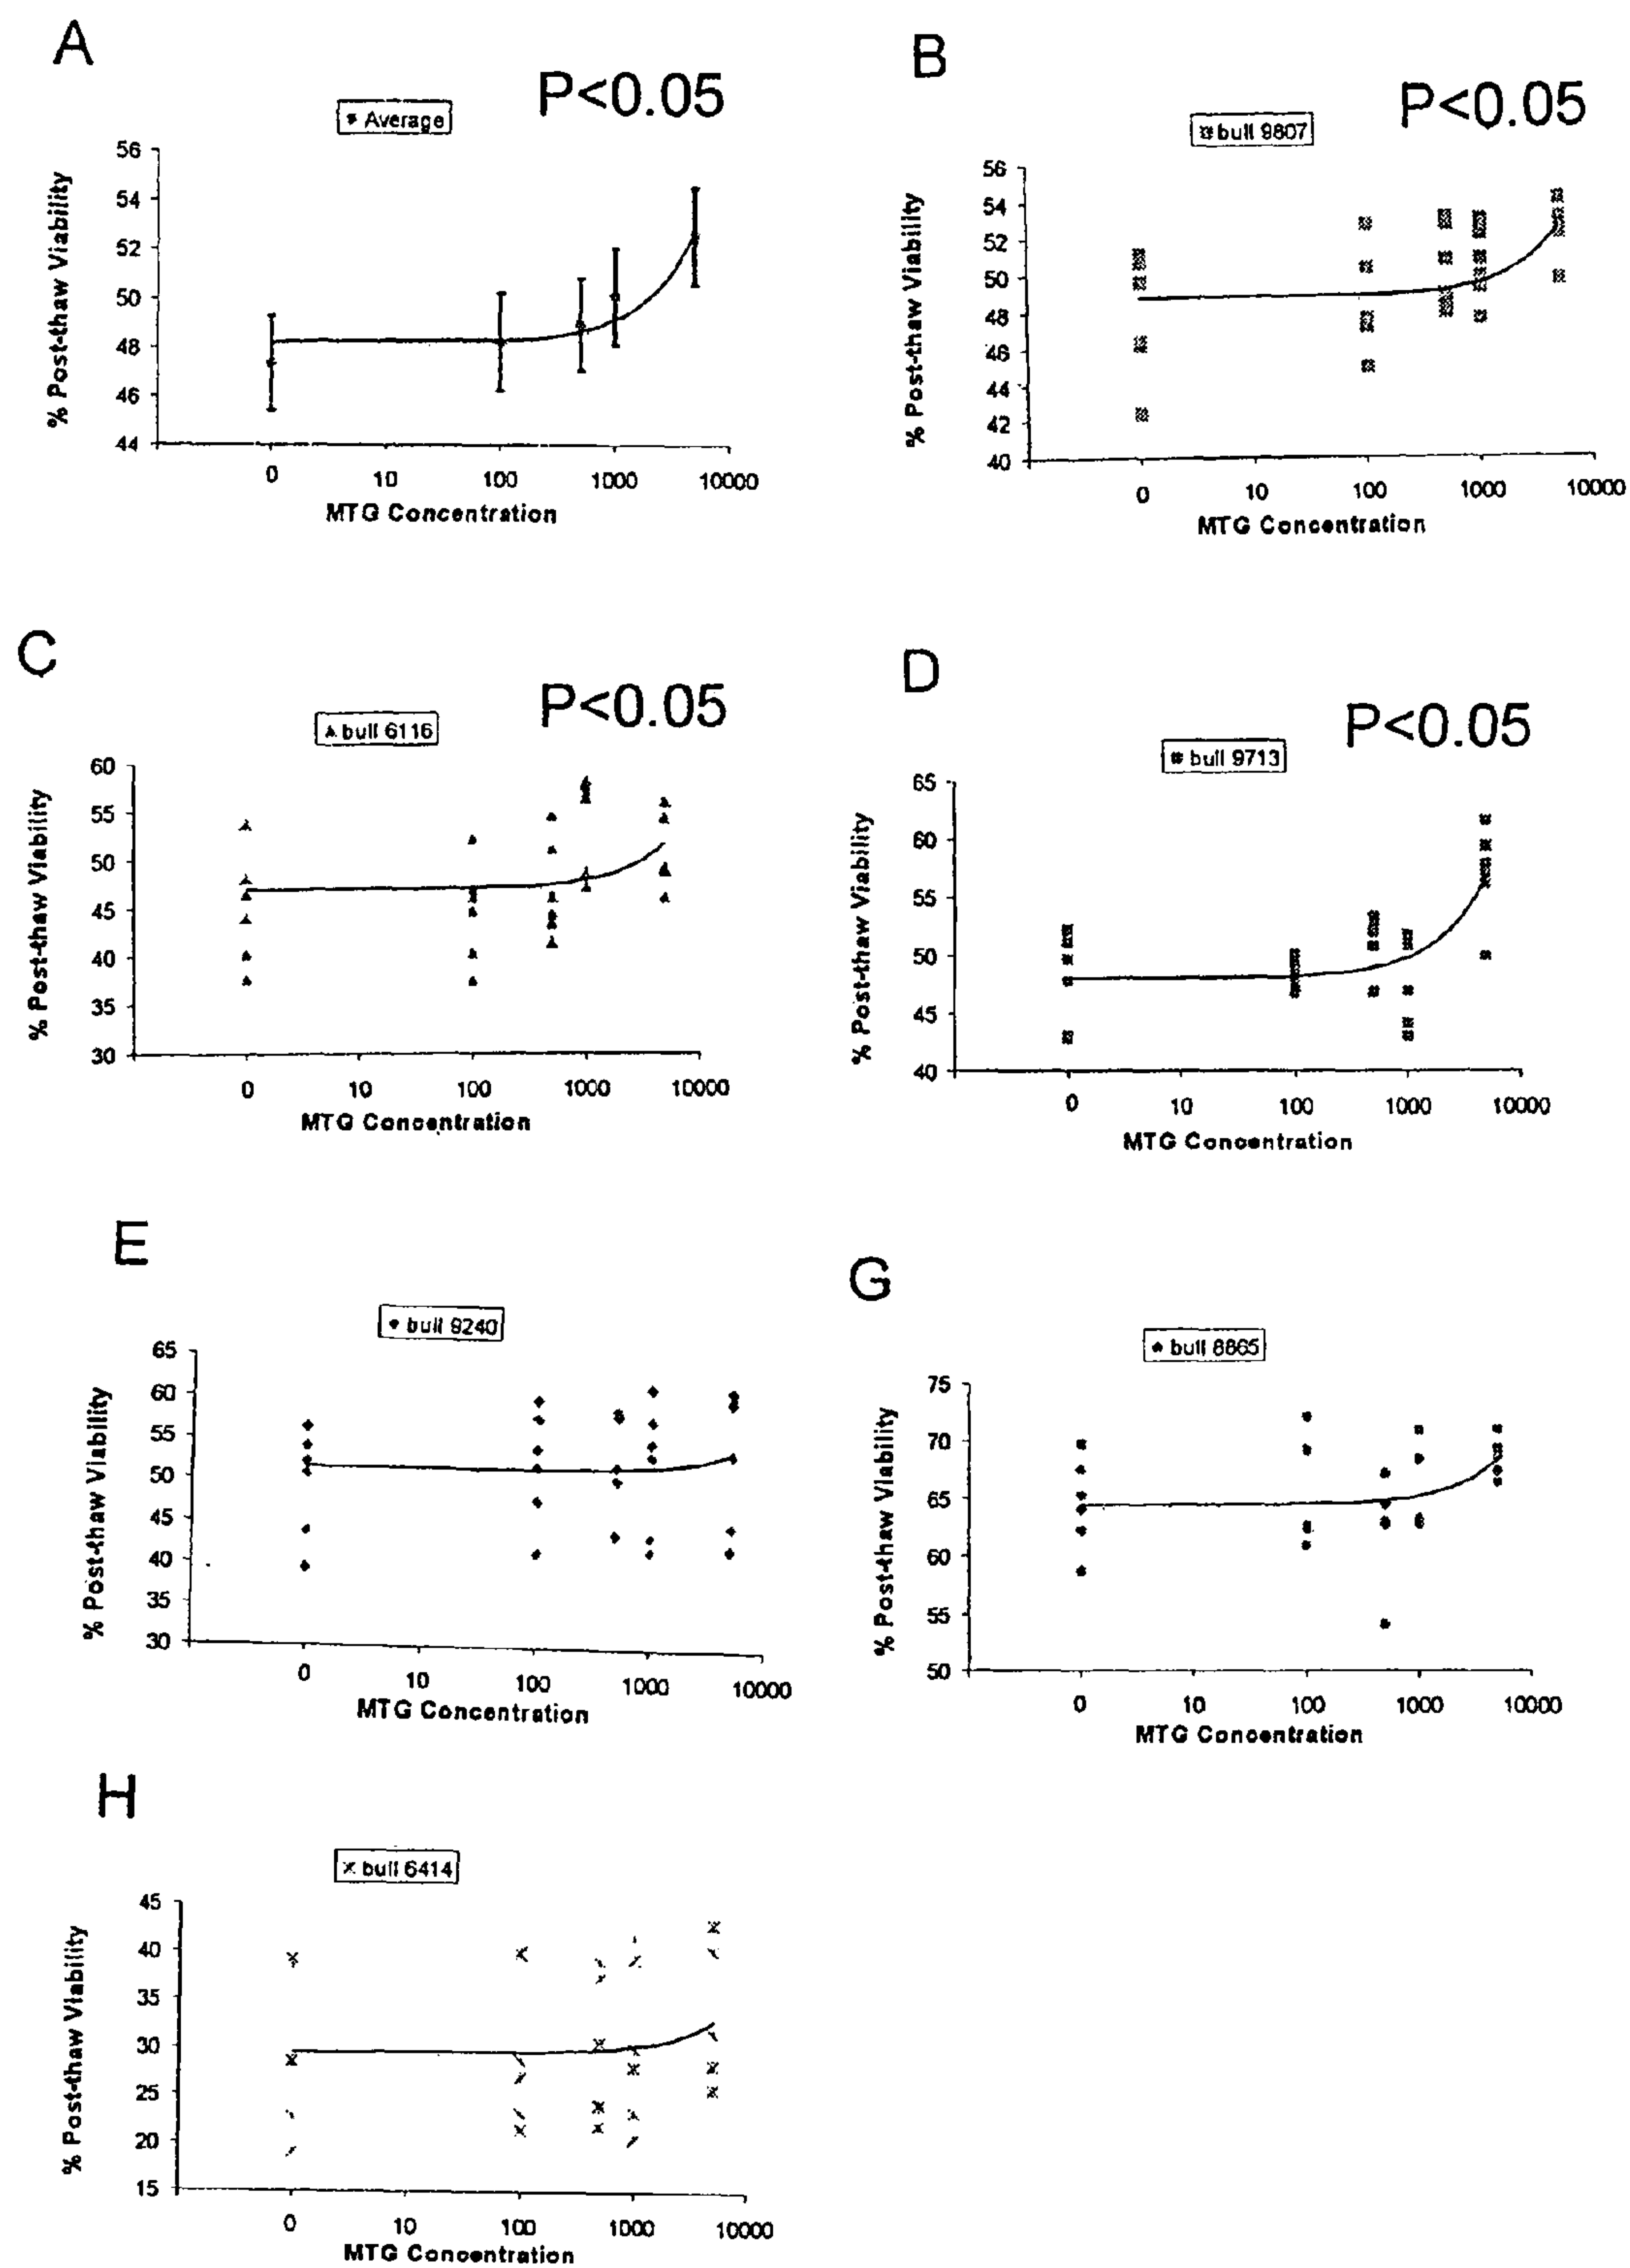 A
P<0.05
Average
56
54
52
50
48
46
44
% Post-thaw Viability
0 10 100 1000 10000
MTG Concentration
B
P<0.05
bull 9807
56
54
52
50
48
46
44
42
40
% Post-thaw Viability
0 10 100 1000 10000
MTG Concentration
C
P<0.05
bull 6116
60
55
50
45
40
35
30
% Post-thaw Viability
0 10 100 1000 10000
MTG Concentration
D
P<0.05
bull 9713
65
60
55
50
45
40
% Post-thaw Viability
0 10 100 1000 10000
MTG Concentration
E
bull 9240
65
60
55
50
45
40
35
30
% Post-thaw Viability
0 10 100 1000 10000
MTG Concentration
G
bull 8865
75
70
65
60
55
50
% Post-thaw Viability
0 10 100 1000 10000
MTG Concentration
H
bull 6414
45
40
35
30
25
20
15
% Post-thaw Viability
0 10 100 1000 10000
MTG Concentration